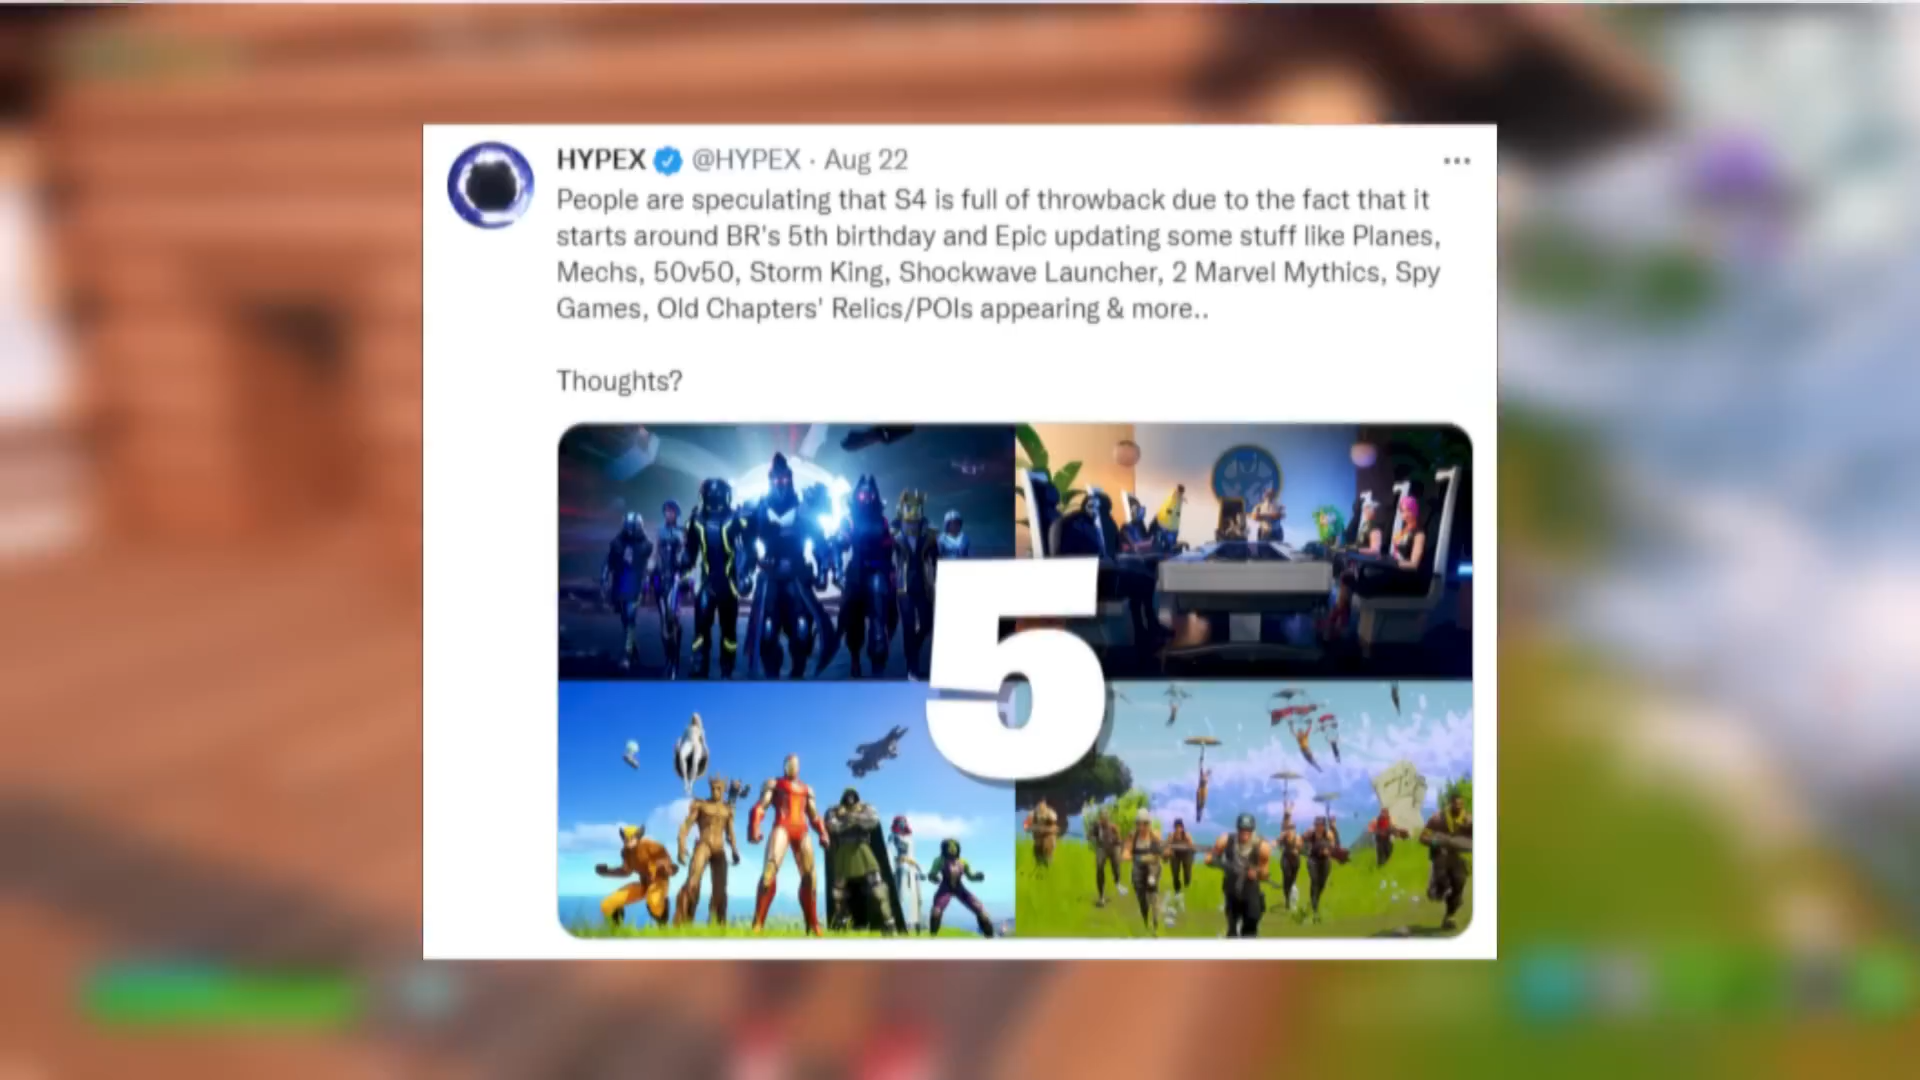 HYPEX @HYPEX · Aug 22
People are speculating that S4 is full of throwback due to the fact that it
starts around BR's 5th birthday and Epic updating some stuff like Planes,
Mechs, 50v50, Storm King, Shockwave Launcher, 2 Marvel Mythics, Spy
Games, Old Chapters' Relics/POIs appearing & more..
Thoughts?
5